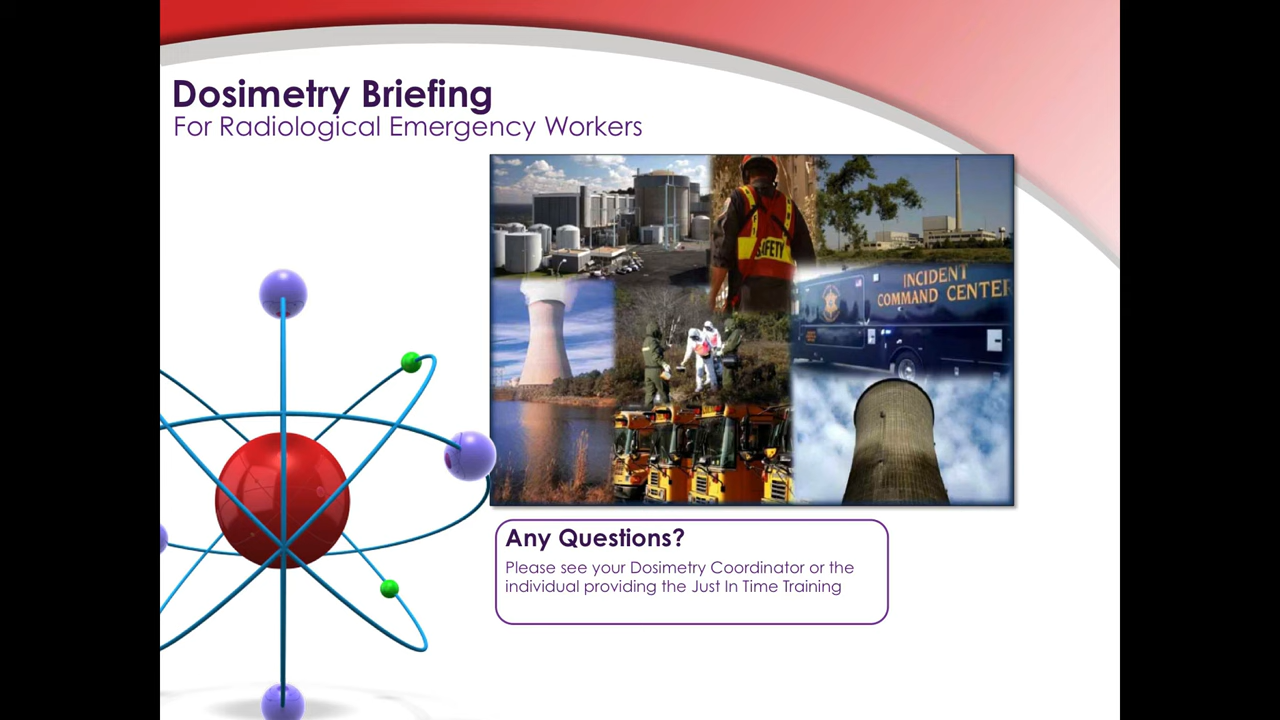 Dosimetry Briefing
For Radiological Emergency Workers
SAFETY
INCIDENT
COMMAND CENTER
Any Questions?
Please see your Dosimetry Coordinator or the
individual providing the Just In Time Training